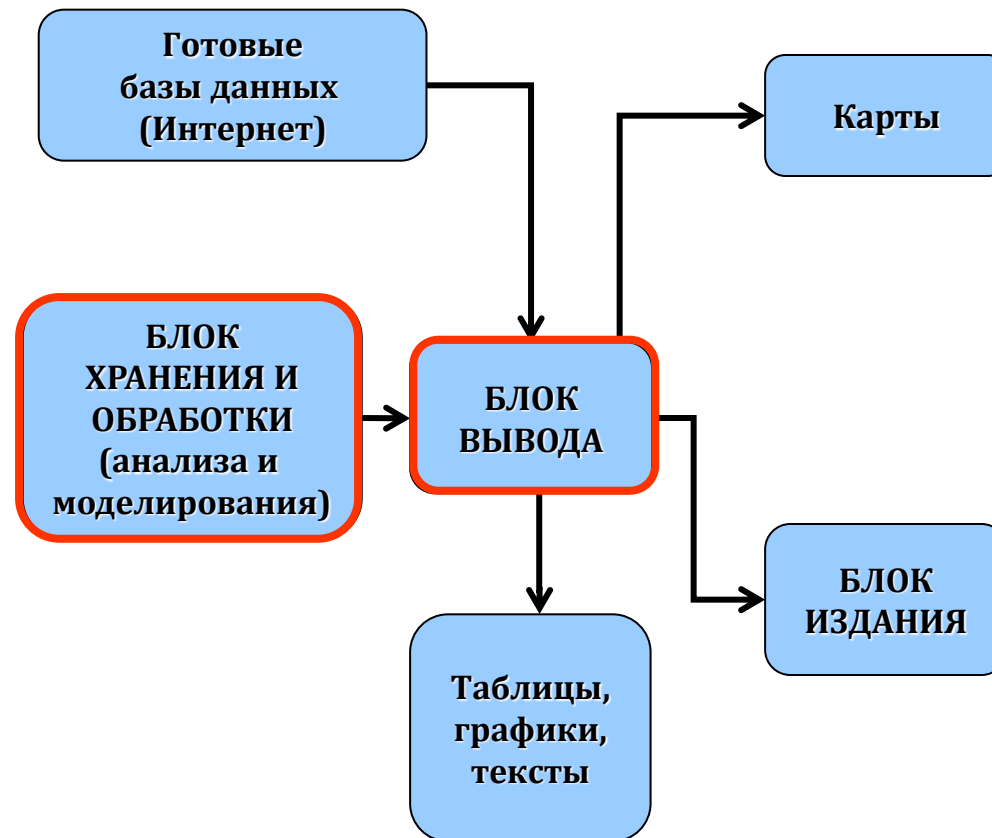 Готовые
базы данных
(Интернет)
Карты
БЛОК
ХРАНЕНИЯ И
ОБРАБОТКИ
(анализа и
моделирования)
БЛОК
ВЫВОДА
БЛОК
ИЗДАНИЯ
Таблицы,
графики,
тексты